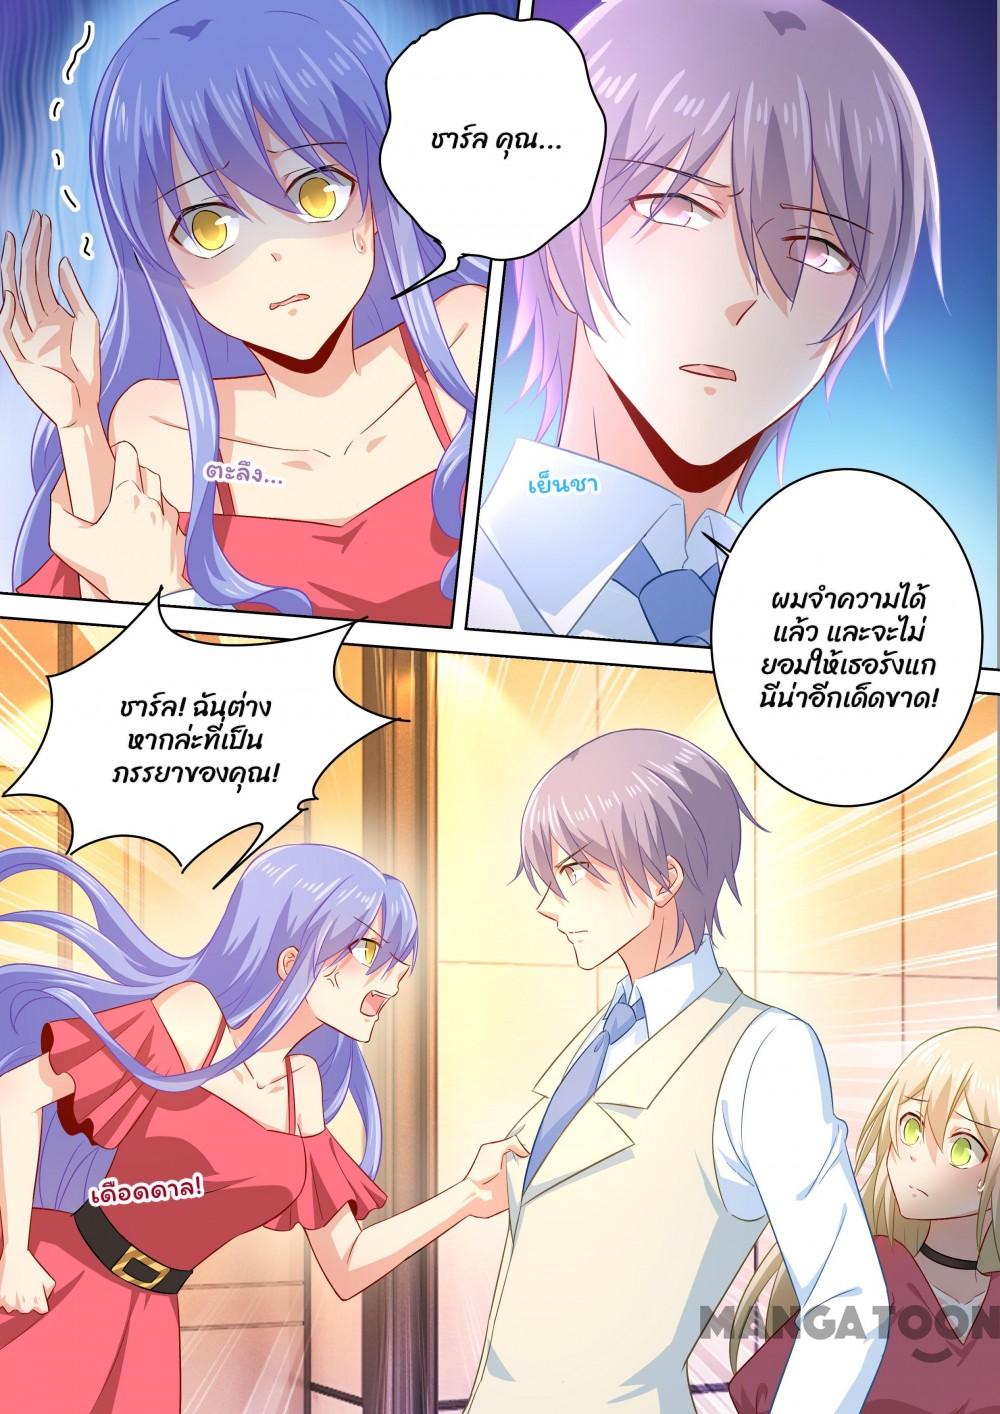 ชาร์ล คุณ...
ตะลึง...
เย็นชา
ผมจำความได้
แล้ว และจะไม่
ยอมให้เธอรังแก
นีน่าอีกเด็ดขาด!
ชาร์ล! ฉันต่าง
หากล่ะที่เป็น
ภรรยาของคุณ!
เดือดดาล!
MANGATOON